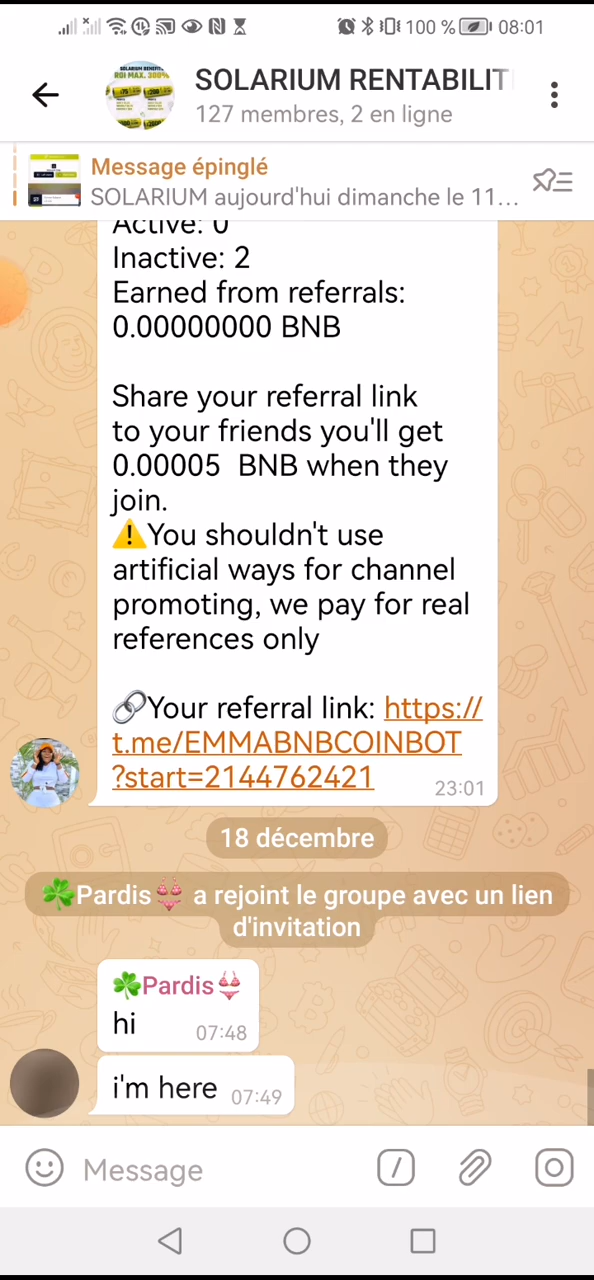 100 % 08:01
SOLARIUM RENTABILIT
127 membres, 2 en ligne
Message épinglé
SOLARIUM aujourd'hui dimanche le 11...
Active: 0
Inactive: 2
Earned from referrals:
0.00000000 BNB
Share your referral link
to your friends you'll get
0.00005 BNB when they
join.
⚠️You shouldn't use
artificial ways for channel
promoting, we pay for real
references only
🔗Your referral link: https://
t.me/EMMABNBCOINBOT
?start=2144762421
23:01
18 décembre
☘️Pardis👙 a rejoint le groupe avec un lien
d'invitation
☘️Pardis👙
hi 07:48
i'm here 07:49
Message